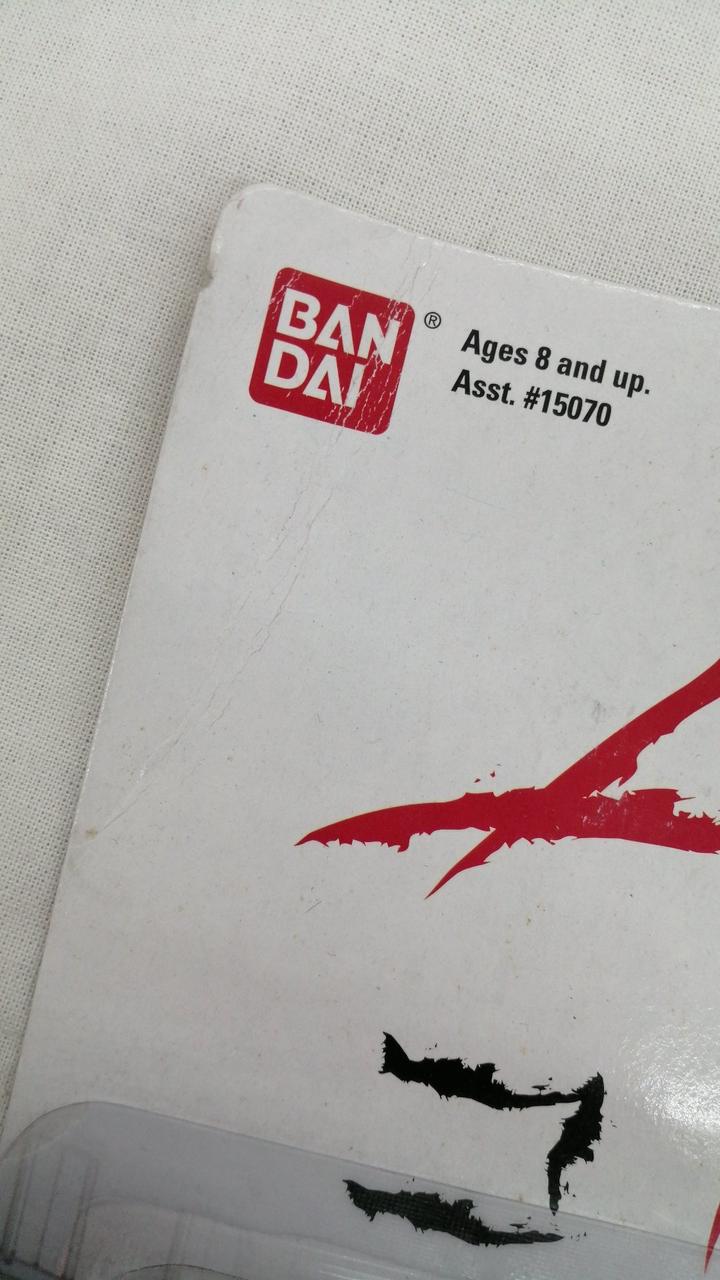 BAN
DAI ®
Ages 8 and up.
Asst. #15070